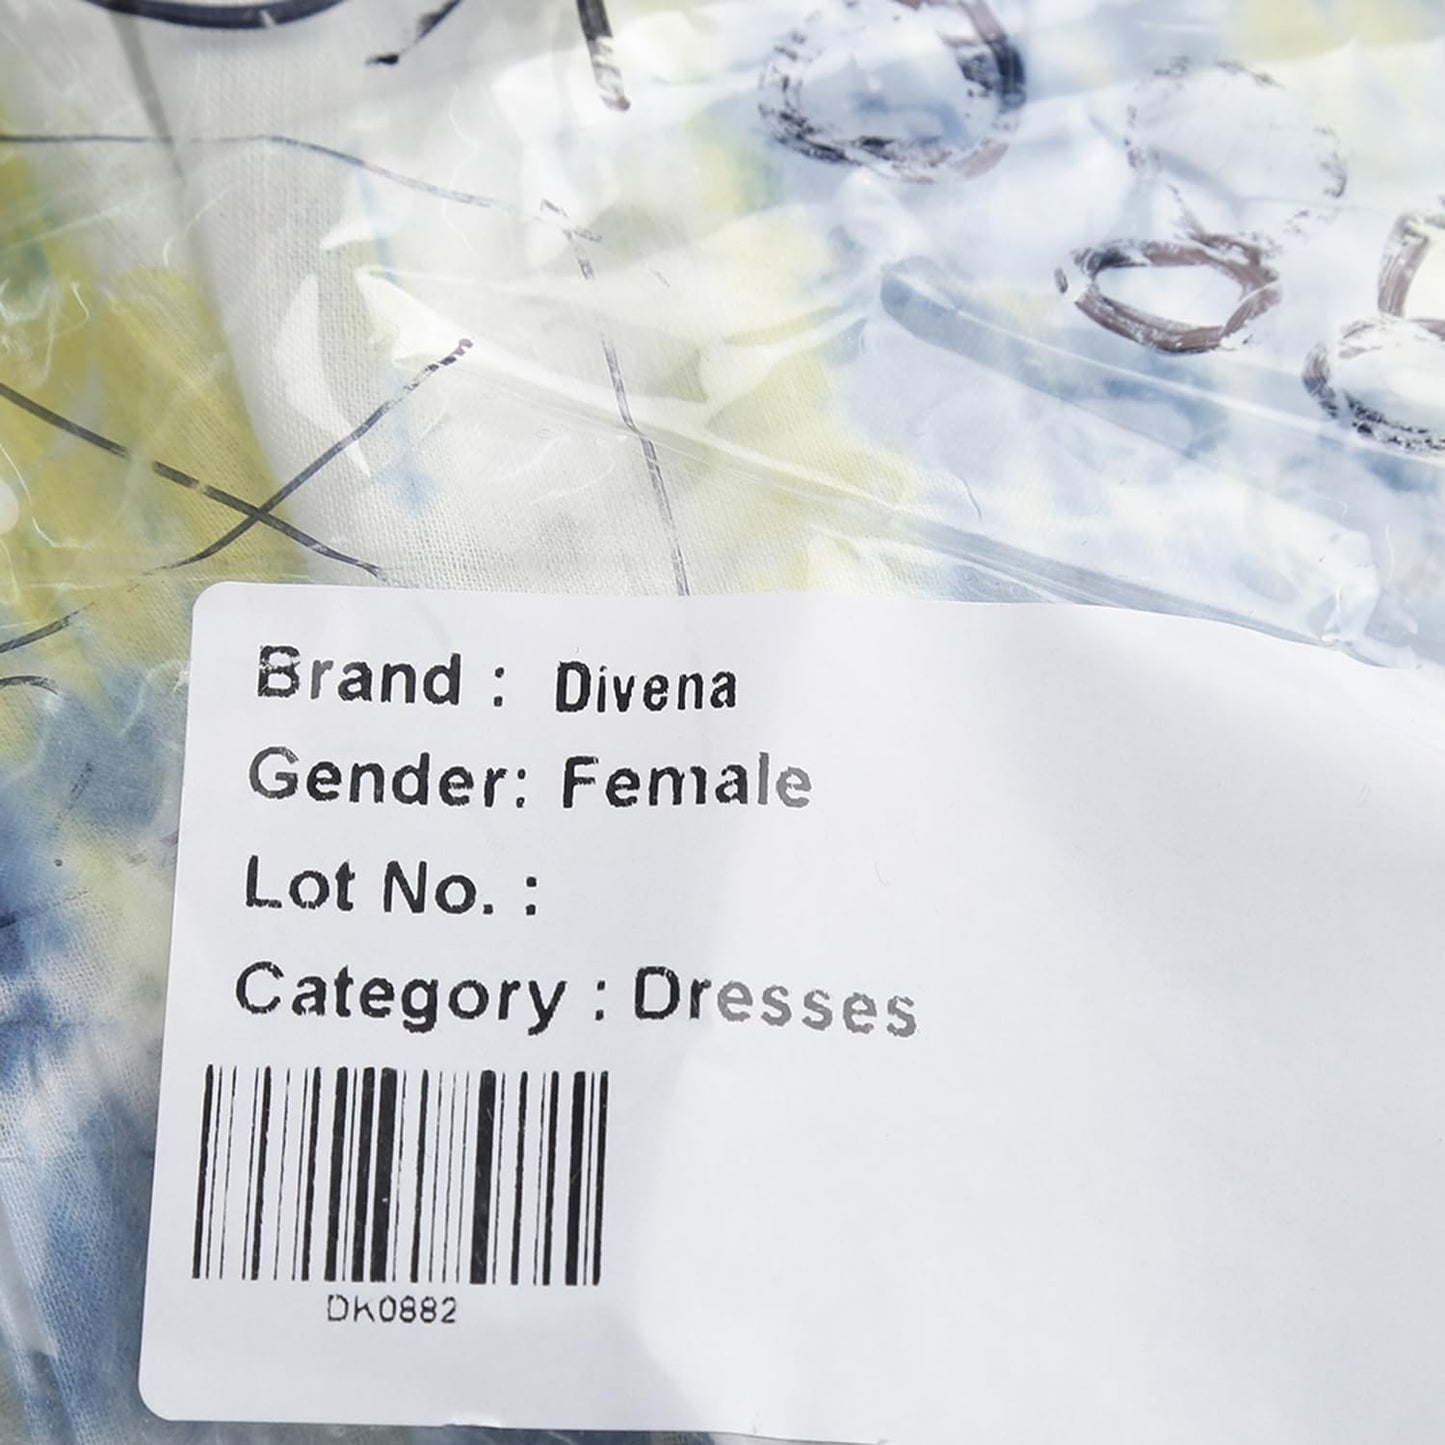 Brand : Divena
Gender: Female
Lot No. :
Category : Dresses
DK0882